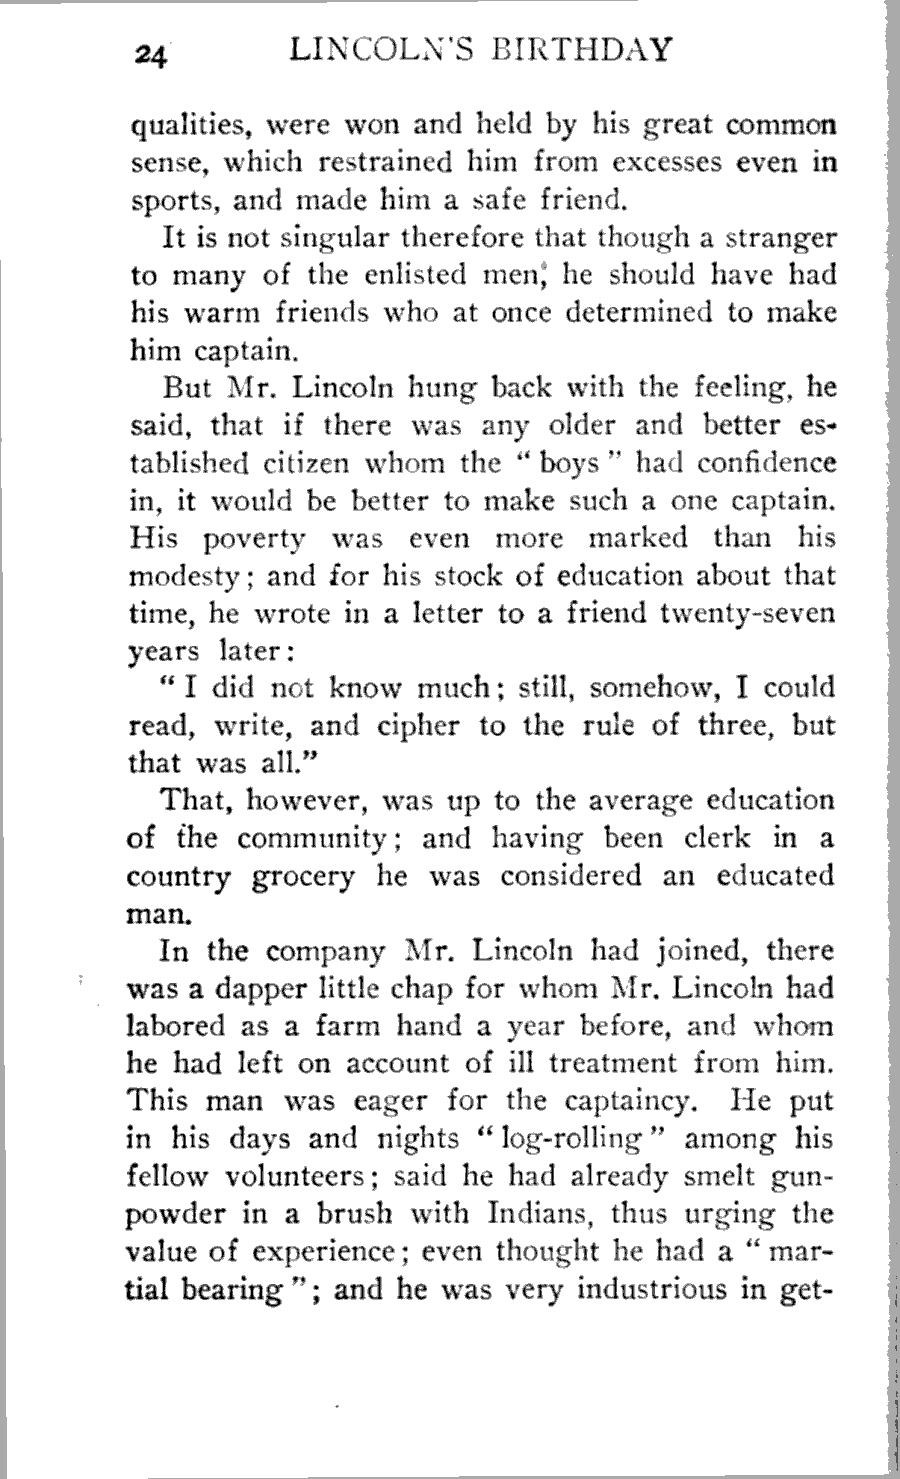 24 LINCOLN'S BIRTHDAY
qualities, were won and held by his great common
sense, which restrained him from excesses even in
sports, and made him a safe friend.
It is not singular therefore that though a stranger
to many of the enlisted men, he should have had
his warm friends who at once determined to make
him captain.
But Mr. Lincoln hung back with the feeling, he
said, that if there was any older and better es-
tablished citizen whom the " boys " had confidence
in, it would be better to make such a one captain.
His poverty was even more marked than his
modesty; and for his stock of education about that
time, he wrote in a letter to a friend twenty-seven
years later:
" I did not know much; still, somehow, I could
read, write, and cipher to the rule of three, but
that was all."
That, however, was up to the average education
of the community; and having been clerk in a
country grocery he was considered an educated
man.
In the company Mr. Lincoln had joined, there
was a dapper little chap for whom Mr. Lincoln had
labored as a farm hand a year before, and whom
he had left on account of ill treatment from him.
This man was eager for the captaincy. He put
in his days and nights " log-rolling " among his
fellow volunteers; said he had already smelt gun-
powder in a brush with Indians, thus urging the
value of experience; even thought he had a " mar-
tial bearing "; and he was very industrious in get-